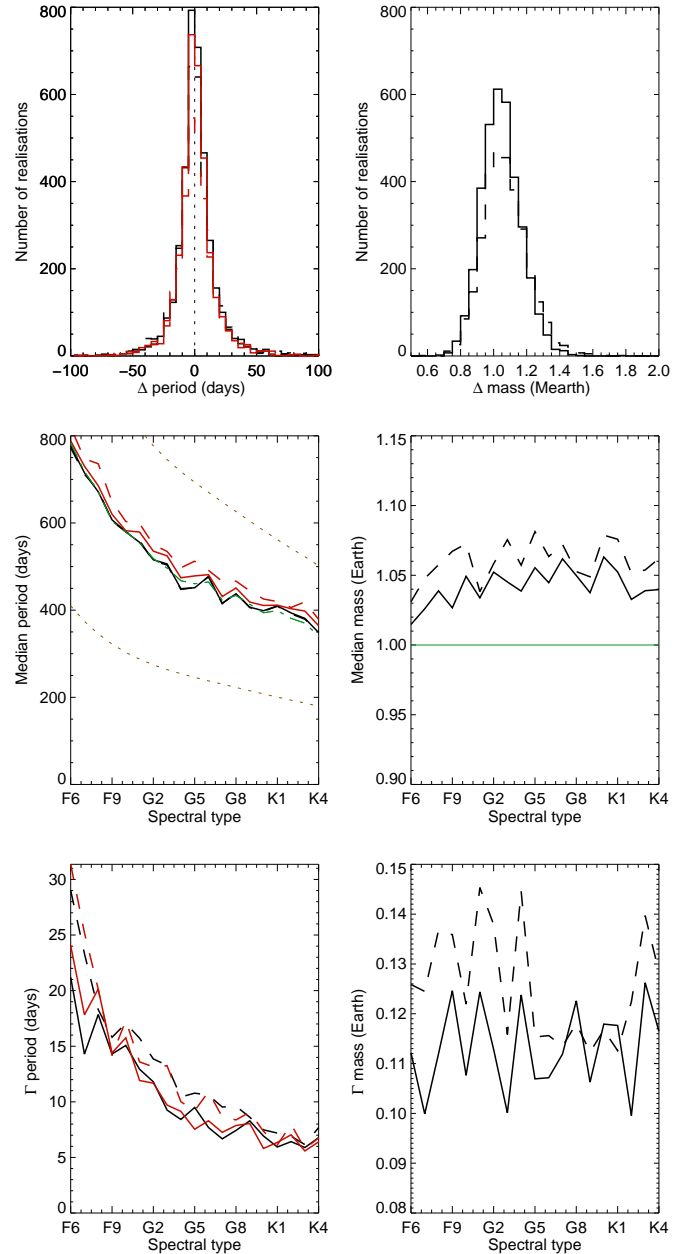 800
600
400
200
0
Number of realisations
−100 −50 0 50 100
Δ period (days)
800
600
400
200
0
Number of realisations
0.6 0.8 1.0 1.2 1.4 1.6 1.8 2.0
Δ mass (Mearth)
800
600
400
200
0
Median period (days)
F6 F9 G2 G5 G8 K1 K4
Spectral type
1.15
1.10
1.05
1.00
0.95
0.90
Median mass (Earth)
F6 F9 G2 G5 G8 K1 K4
Spectral type
30
25
20
15
10
5
0
Γ period (days)
F6 F9 G2 G5 G8 K1 K4
Spectral type
0.15
0.14
0.13
0.12
0.11
0.10
0.09
0.08
Γ mass (Earth)
F6 F9 G2 G5 G8 K1 K4
Spectral type